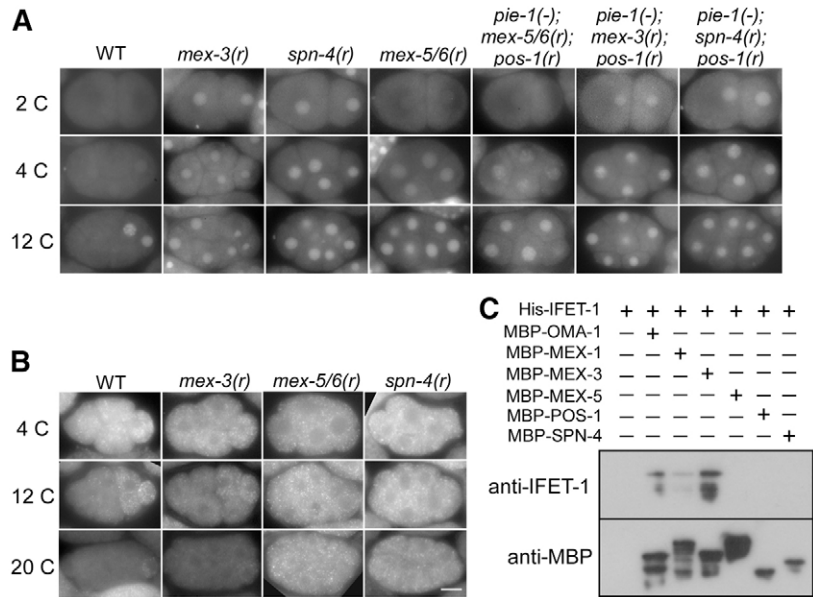 A
WT
mex-3(r)
spn-4(r)
mex-5/6(r)
pie-1(-);
mex-5/6(r);
pos-1(r)
pie-1(-);
mex-3(r);
pos-1(r)
pie-1(-);
spn-4(r);
pos-1(r)
2 C
4 C
12 C
B
WT
mex-3(r)
mex-5/6(r)
spn-4(r)
4 C
12 C
20 C
C
His-IFET-1 + + + + + + +
MBP-OMA-1 – + – – – – –
MBP-MEX-1 – – + – – – –
MBP-MEX-3 – – – + – – –
MBP-MEX-5 – – – – + – –
MBP-POS-1 – – – – – + –
MBP-SPN-4 – – – – – – +
anti-IFET-1
anti-MBP